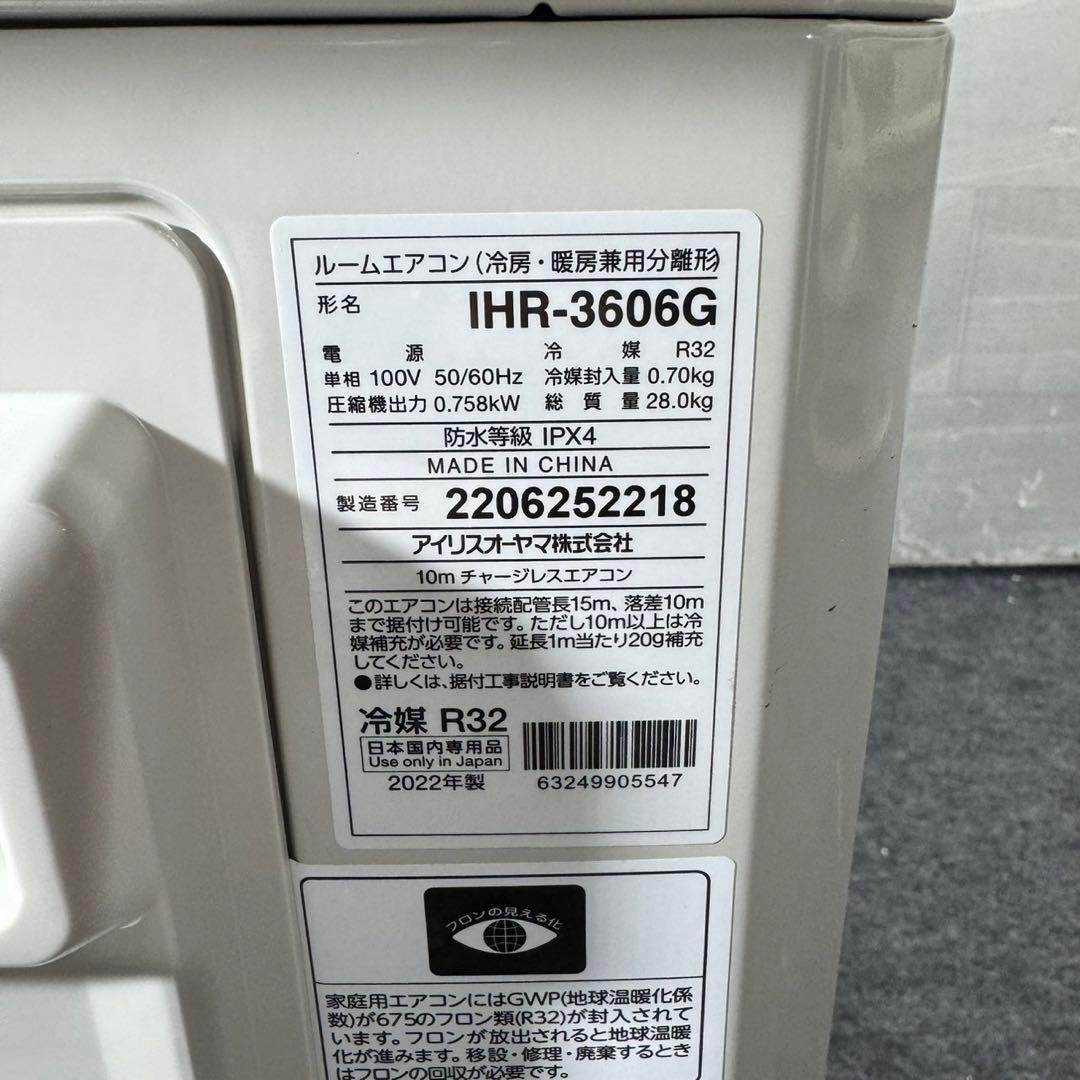 ルームエアコン(冷房・暖房兼用分離形)
形名 IHR-3606G
電源 冷媒 R32
単相 100V 50/60Hz 冷媒封入量 0.70kg
圧縮機出力 0.758kW 総質量 28.0kg
防水等級 IPX4
MADE IN CHINA
製造番号 2206252218
アイリスオーヤマ株式会社
10m チャージレスエアコン
このエアコンは接続配管長15m、落差10m
まで据付け可能です。ただし10m以上は冷
媒補充が必要です。延長1m当たり20g補充
してください。
●詳しくは、据付工事説明書をご覧ください。
冷媒 R32
日本国内専用品
Use only in Japan
2022年製
63249905547
フロンの見える化
家庭用エアコンにはGWP(地球温暖化係
数)が675のフロン類(R32)が封入されて
います。フロンが放出されると地球温暖
化が進みます。移設・修理・廃棄するとき
はフロンの回収が必要です。